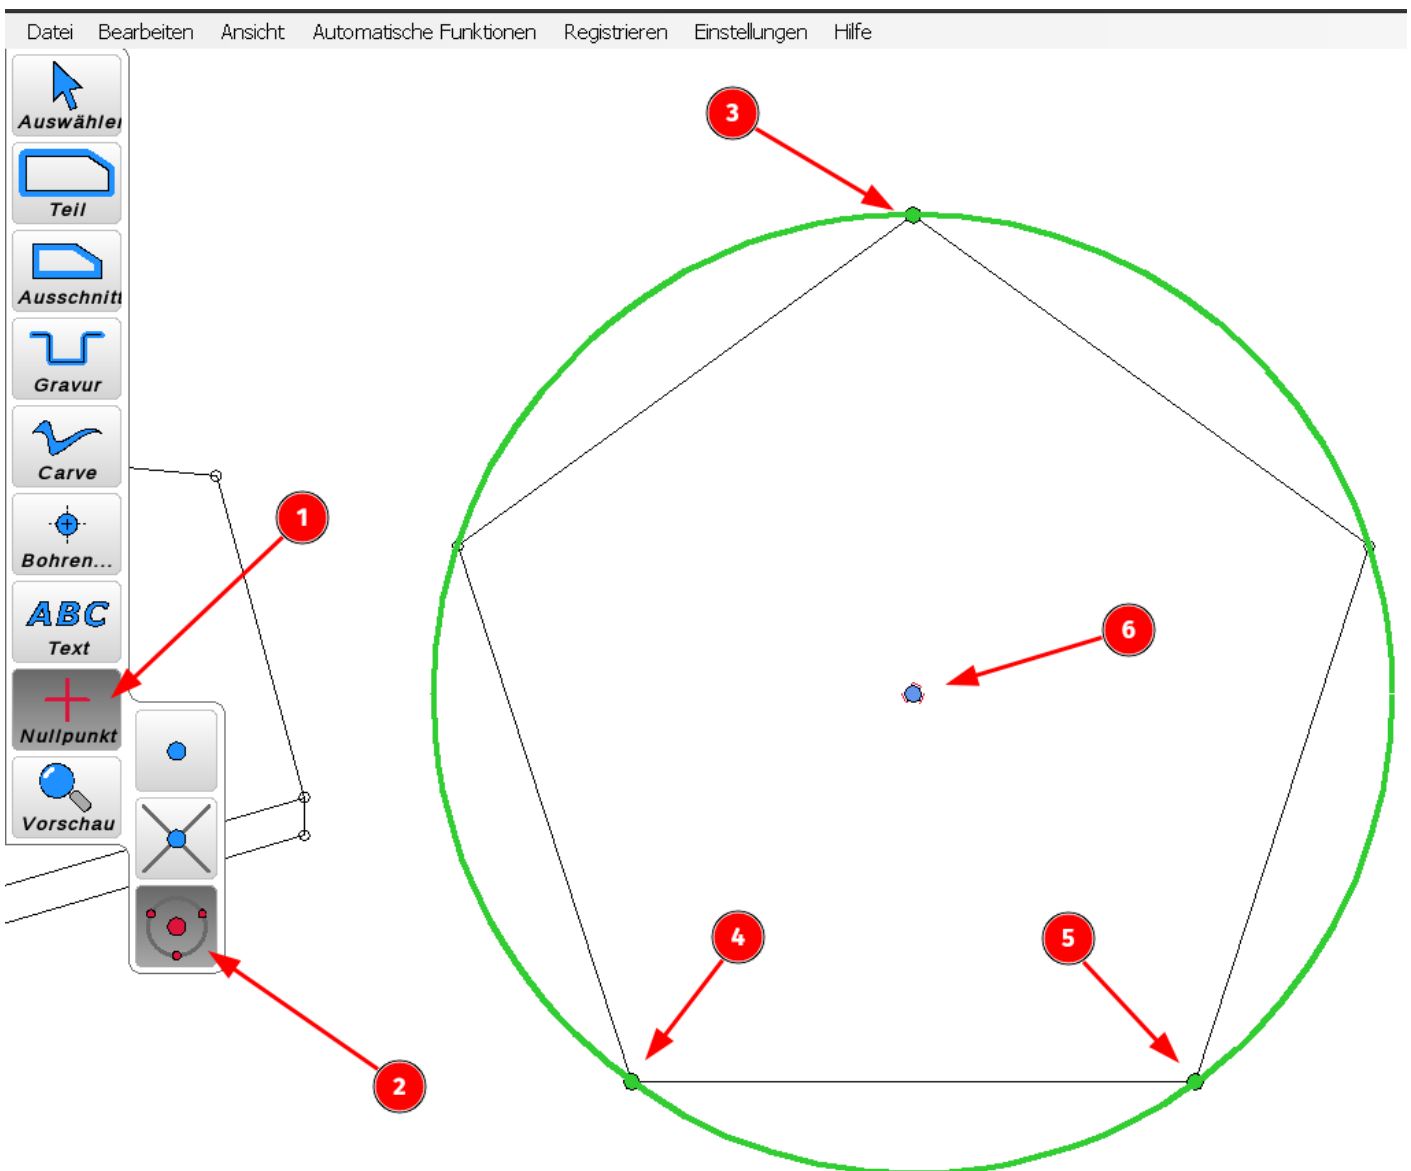 Datei Bearbeiten Ansicht Automatische Funktionen Registrieren Einstellungen Hilfe
Auswähler
Teil
Ausschnitt
Gravur
Carve
Bohren...
ABC
Text
Nullpunkt
Vorschau
3
1
6
4
5
2